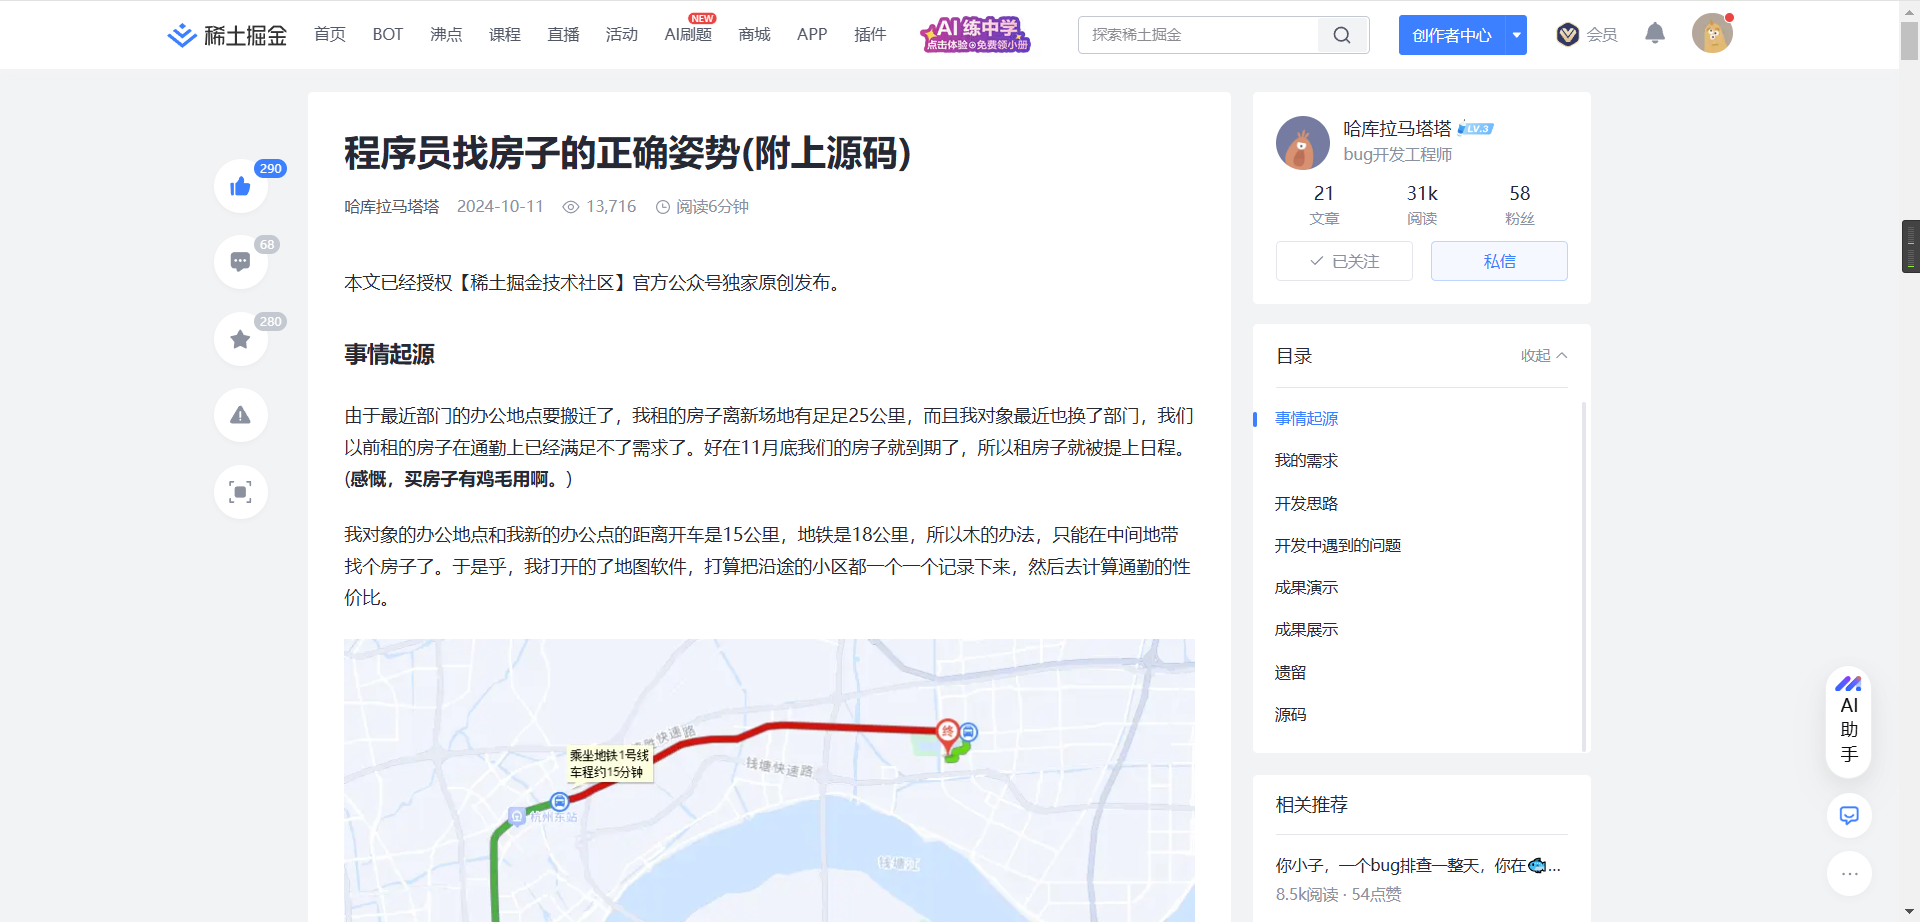 稀土掘金
首页
BOT
沸点
课程
直播
活动
AI刷题
NEW
商城
APP
插件
AI 练中学
点击体验 免费领小册
探索稀土掘金
创作者中心
会员
290
68
280
程序员找房子的正确姿势(附上源码)
哈库拉马塔塔 2024-10-11 13,716 阅读6分钟
本文已经授权【稀土掘金技术社区】官方公众号独家原创发布。
事情起源
由于最近部门的办公地点要搬迁了，我租的房子离新场地有足足25公里，而且我对象最近也换了部门，我们
以前租的房子在通勤上已经满足不了需求了。好在11月底我们的房子就到期了，所以租房子就被提上日程。
(感慨，买房子有鸡毛用啊。)
我对象的办公地点和我新的办公点的距离开车是15公里，地铁是18公里，所以木的办法，只能在中间地带
找个房子了。于是乎，我打开的了地图软件，打算把沿途的小区都一个一个记录下来，然后去计算通勤的性
价比。
胜快速路
终
乘坐地铁1号线
车程约15分钟
钱塘快速路
杭州东站
钱塘江
哈库拉马塔塔 LV.3
bug开发工程师
21 31k 58
文章 阅读 粉丝
已关注 私信
目录 收起
事情起源
我的需求
开发思路
开发中遇到的问题
成果演示
成果展示
遗留
源码
相关推荐
你小子，一个bug排查一整天，你在🐟...
8.5k阅读 · 54点赞
AI
助
手